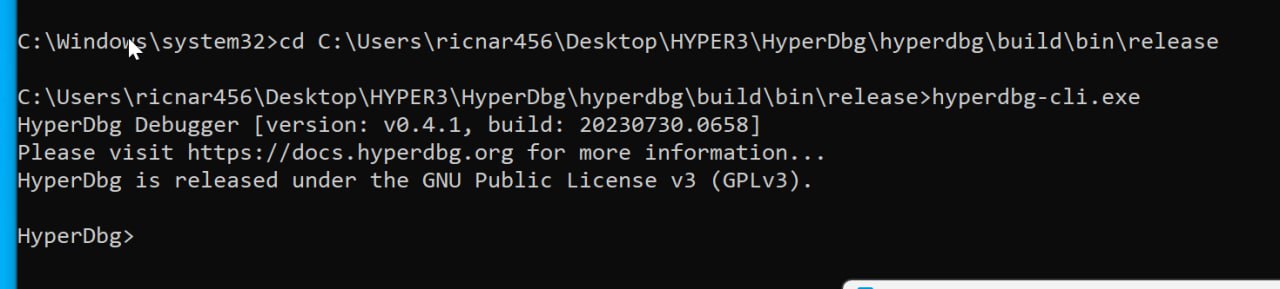 C:\Windows\system32>cd C:\Users\ricnar456\Desktop\HYPER3\HyperDbg\hyperdbg\build\bin\release
C:\Users\ricnar456\Desktop\HYPER3\HyperDbg\hyperdbg\build\bin\release>hyperdbg-cli.exe
HyperDbg Debugger [version: v0.4.1, build: 20230730.0658]
Please visit https://docs.hyperdbg.org for more information...
HyperDbg is released under the GNU Public License v3 (GPLv3).
HyperDbg>